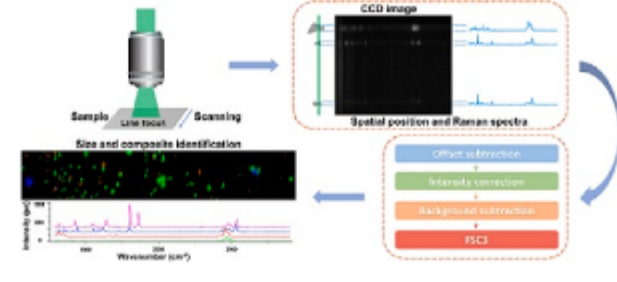 CCD image
Sample
Line focus
Scanning
Spatial position and Raman spectra
Size and composite identification
Offset subtraction
Intensity correction
Background subtraction
FSC3
Wavenumber (cm⁻¹)